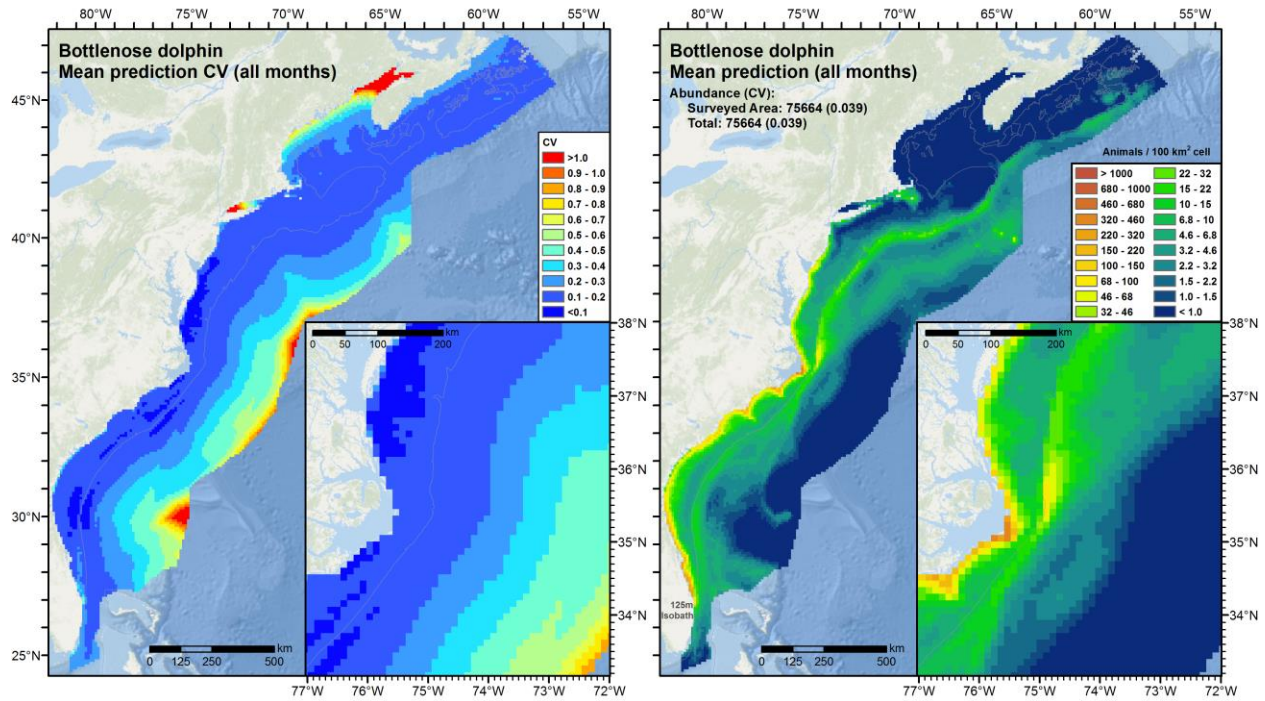 80°W 75°W 70°W 65°W 60°W 55°W
Bottlenose dolphin
Mean prediction CV (all months)
45°N
40°N
35°N
30°N
25°N
CV
>1.0
0.9 - 1.0
0.8 - 0.9
0.7 - 0.8
0.6 - 0.7
0.5 - 0.6
0.4 - 0.5
0.3 - 0.4
0.2 - 0.3
0.1 - 0.2
<0.1
km
0 50 100 200
38°N
37°N
36°N
35°N
34°N
km
0 125 250 500
77°W 76°W 75°W 74°W 73°W 72°W
80°W 75°W 70°W 65°W 60°W 55°W
Bottlenose dolphin
Mean prediction (all months)
Abundance (CV):
Surveyed Area: 75664 (0.039)
Total: 75664 (0.039)
45°N
40°N
35°N
30°N
25°N
Animals / 100 km² cell
> 1000
680 - 1000
460 - 680
320 - 460
220 - 320
150 - 220
100 - 150
68 - 100
46 - 68
32 - 46
22 - 32
15 - 22
10 - 15
6.8 - 10
4.6 - 6.8
3.2 - 4.6
2.2 - 3.2
1.5 - 2.2
1.0 - 1.5
< 1.0
km
0 50 100 200
38°N
37°N
36°N
35°N
34°N
125m
isobath
km
0 125 250 500
77°W 76°W 75°W 74°W 73°W 72°W